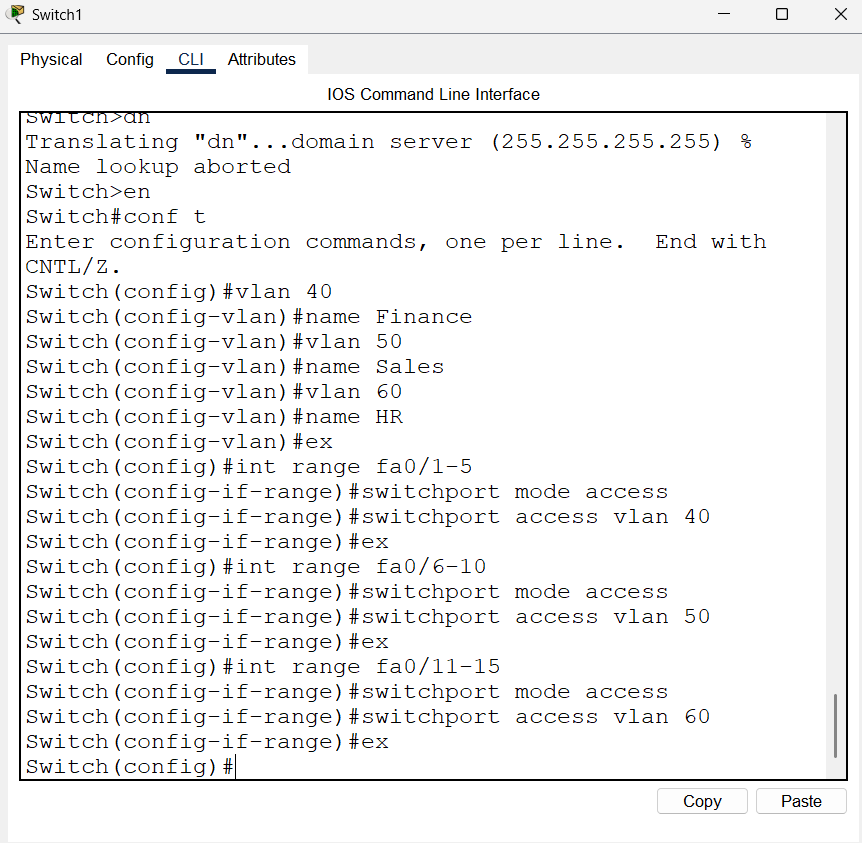 Switch1
Physical Config CLI Attributes
IOS Command Line Interface
Switch>dn
Translating "dn"...domain server (255.255.255.255) %
Name lookup aborted
Switch>en
Switch#conf t
Enter configuration commands, one per line.  End with
CNTL/Z.
Switch(config)#vlan 40
Switch(config-vlan)#name Finance
Switch(config-vlan)#vlan 50
Switch(config-vlan)#name Sales
Switch(config-vlan)#vlan 60
Switch(config-vlan)#name HR
Switch(config-vlan)#ex
Switch(config)#int range fa0/1-5
Switch(config-if-range)#switchport mode access
Switch(config-if-range)#switchport access vlan 40
Switch(config-if-range)#ex
Switch(config)#int range fa0/6-10
Switch(config-if-range)#switchport mode access
Switch(config-if-range)#switchport access vlan 50
Switch(config-if-range)#ex
Switch(config)#int range fa0/11-15
Switch(config-if-range)#switchport mode access
Switch(config-if-range)#switchport access vlan 60
Switch(config-if-range)#ex
Switch(config)#
Copy Paste